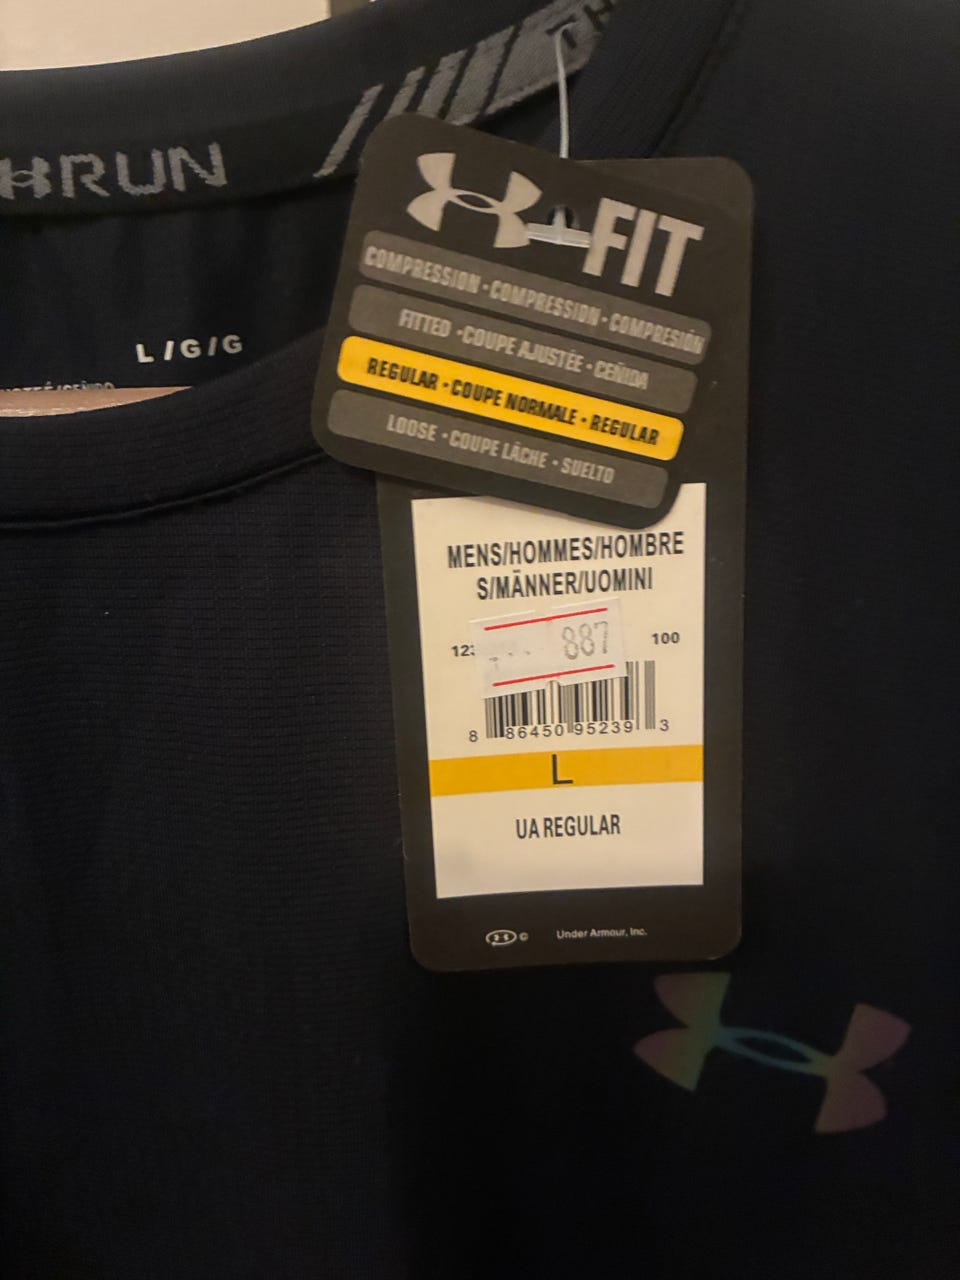 RUN
L/G/G
FIT
COMPRESSION · COMPRESSION · COMPRESIÓN
FITTED · COUPE AJUSTÉE · CEÑIDA
REGULAR · COUPE NORMALE · REGULAR
LOOSE · COUPE LÂCHE · SUELTO
MENS/HOMMES/HOMBRE
S/MÄNNER/UOMINI
887
100
8 86450 95239 3
L
UA REGULAR
© Under Armour, Inc.